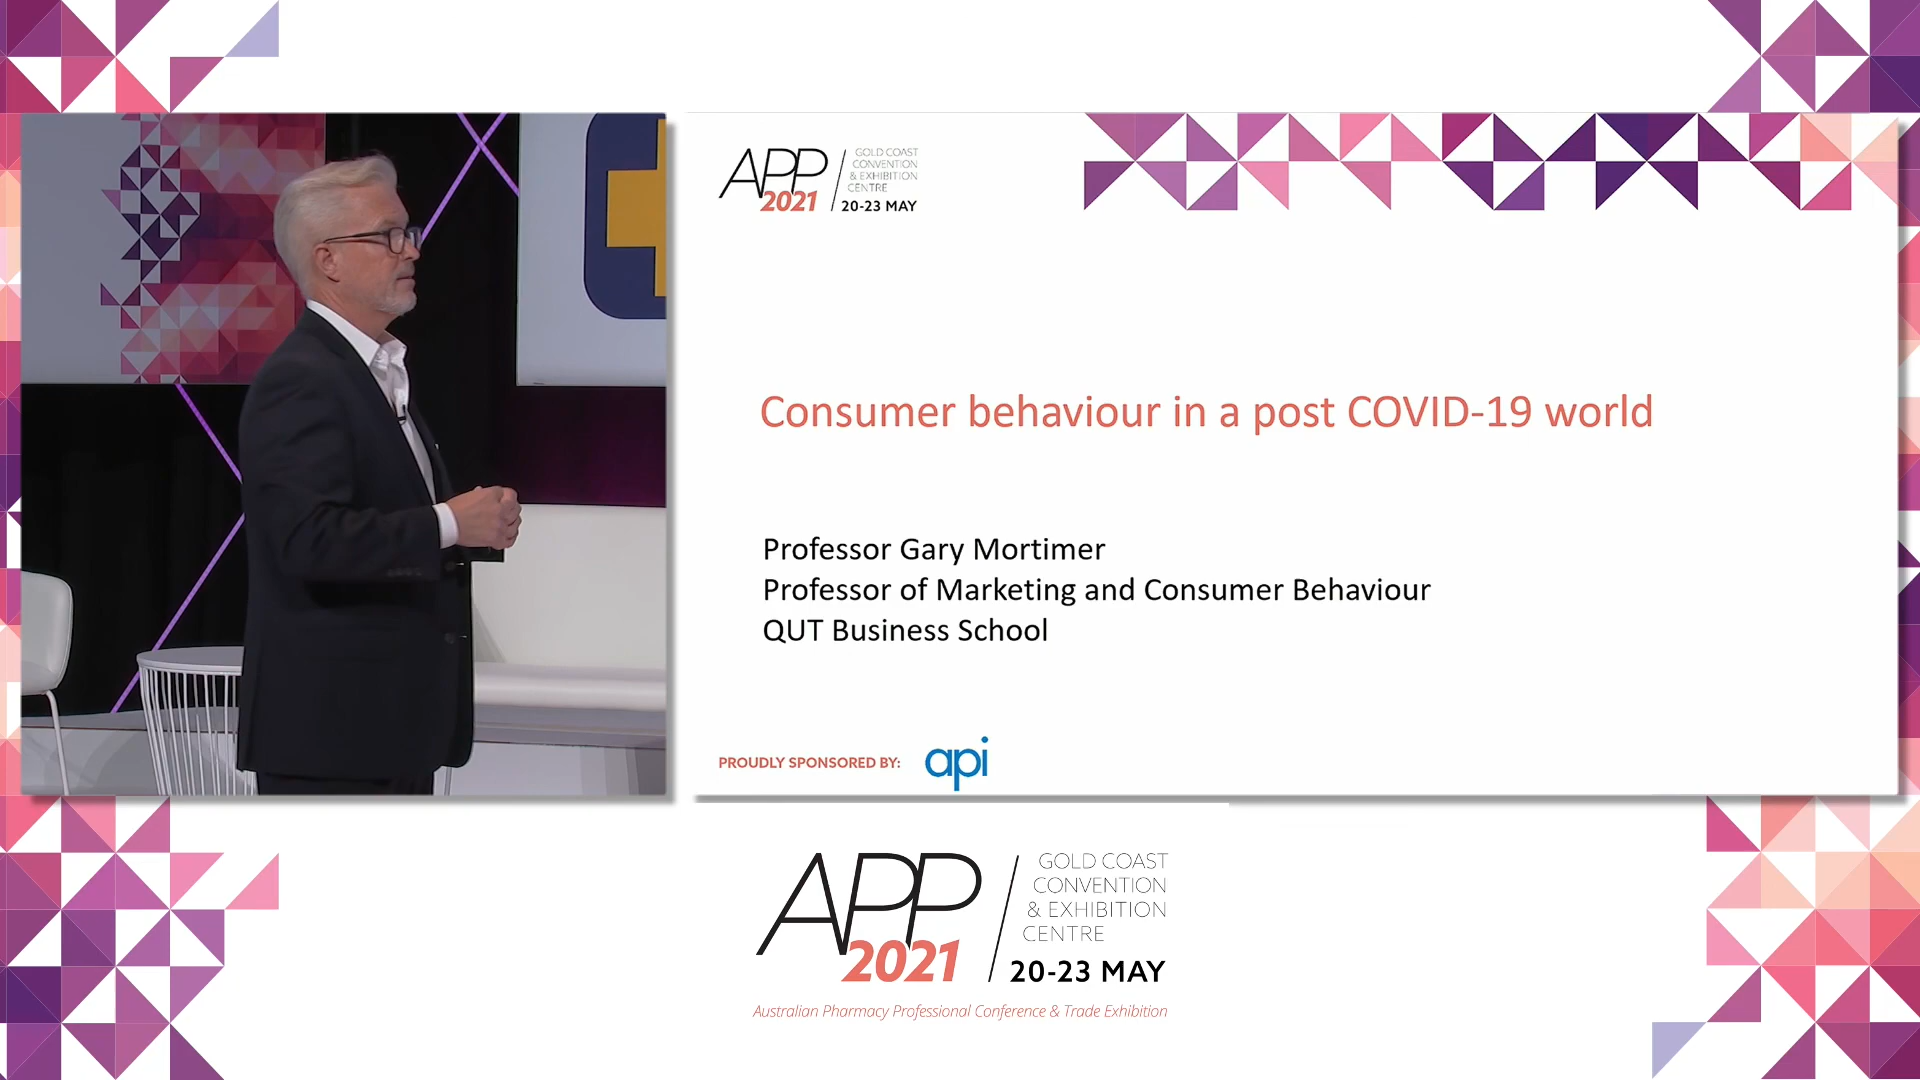 APP
2021
GOLD COAST
CONVENTION
& EXHIBITION
CENTRE
20-23 MAY
Consumer behaviour in a post COVID-19 world
Professor Gary Mortimer
Professor of Marketing and Consumer Behaviour
QUT Business School
PROUDLY SPONSORED BY: api
APP
2021
GOLD COAST
CONVENTION
& EXHIBITION
CENTRE
20-23 MAY
Australian Pharmacy Professional Conference & Trade Exhibition